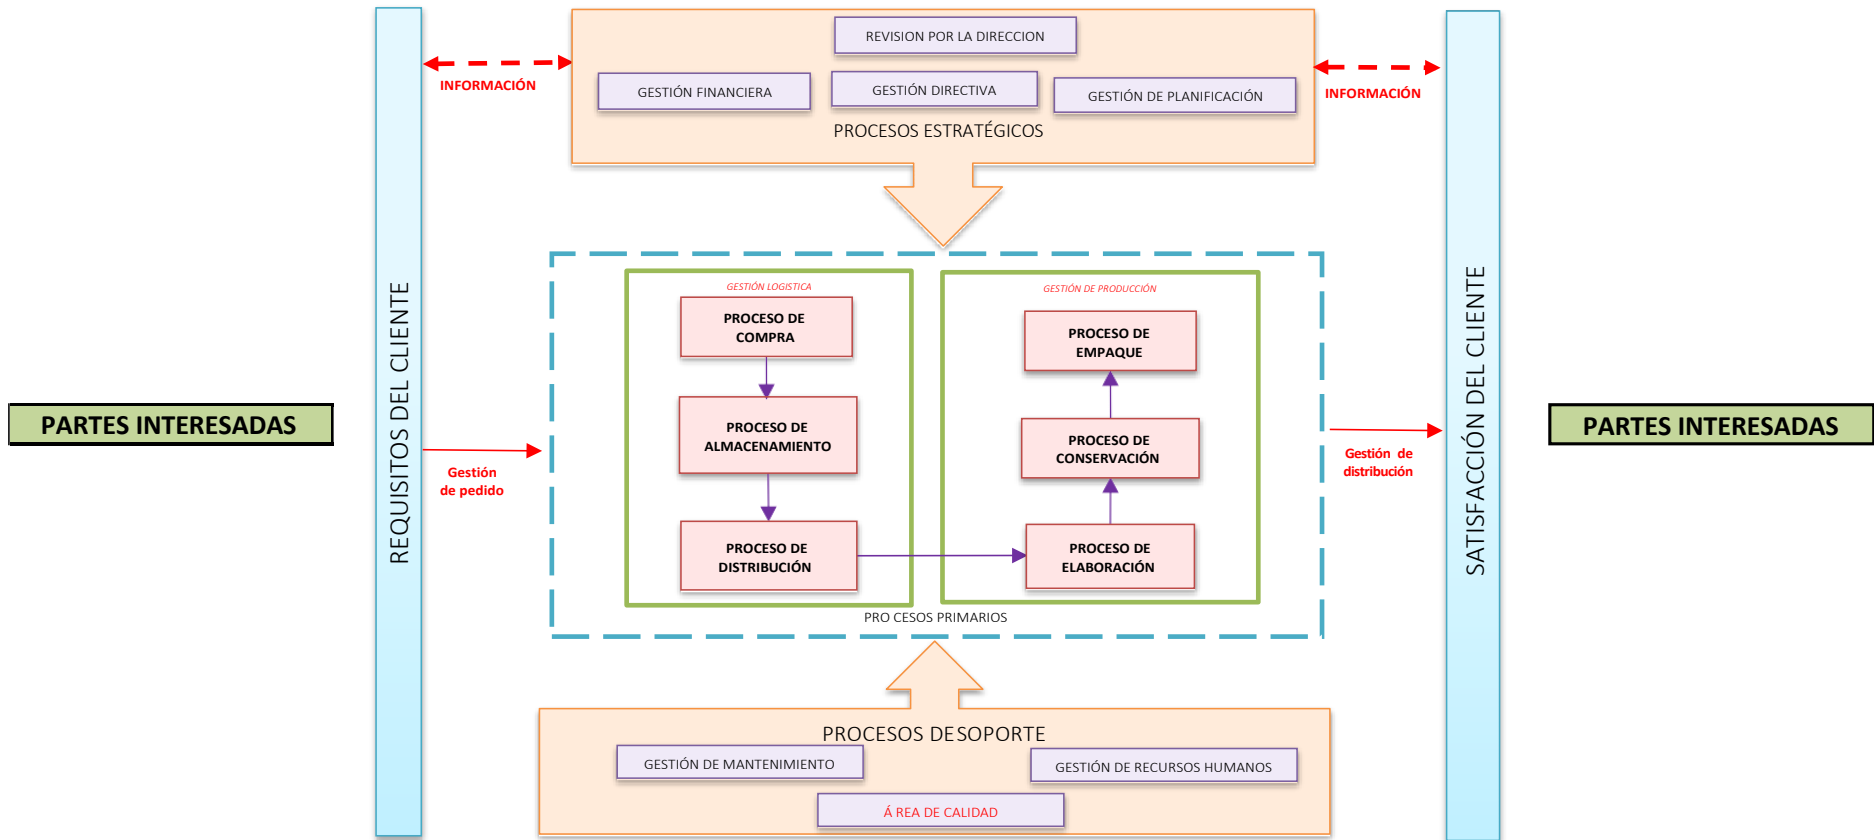 REVISION POR LA DIRECCION
GESTIÓN FINANCIERA
GESTIÓN DIRECTIVA
GESTIÓN DE PLANIFICACIÓN
PROCESOS ESTRATÉGICOS
INFORMACIÓN
INFORMACIÓN
PARTES INTERESADAS
REQUISITOS DEL CLIENTE
Gestión
de pedido
GESTIÓN LOGISTICA
PROCESO DE
COMPRA
PROCESO DE
ALMACENAMIENTO
PROCESO DE
DISTRIBUCIÓN
GESTIÓN DE PRODUCCIÓN
PROCESO DE
EMPAQUE
PROCESO DE
CONSERVACIÓN
PROCESO DE
ELABORACIÓN
PRO CESOS PRIMARIOS
Gestión de
distribución
SATISFACCIÓN DEL CLIENTE
PARTES INTERESADAS
PROCESOS DE SOPORTE
GESTIÓN DE MANTENIMIENTO
GESTIÓN DE RECURSOS HUMANOS
Á REA DE CALIDAD